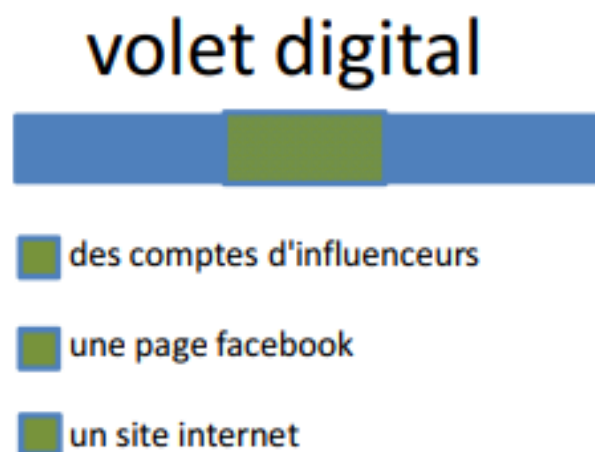 volet digital
des comptes d'influenceurs
une page facebook
un site internet